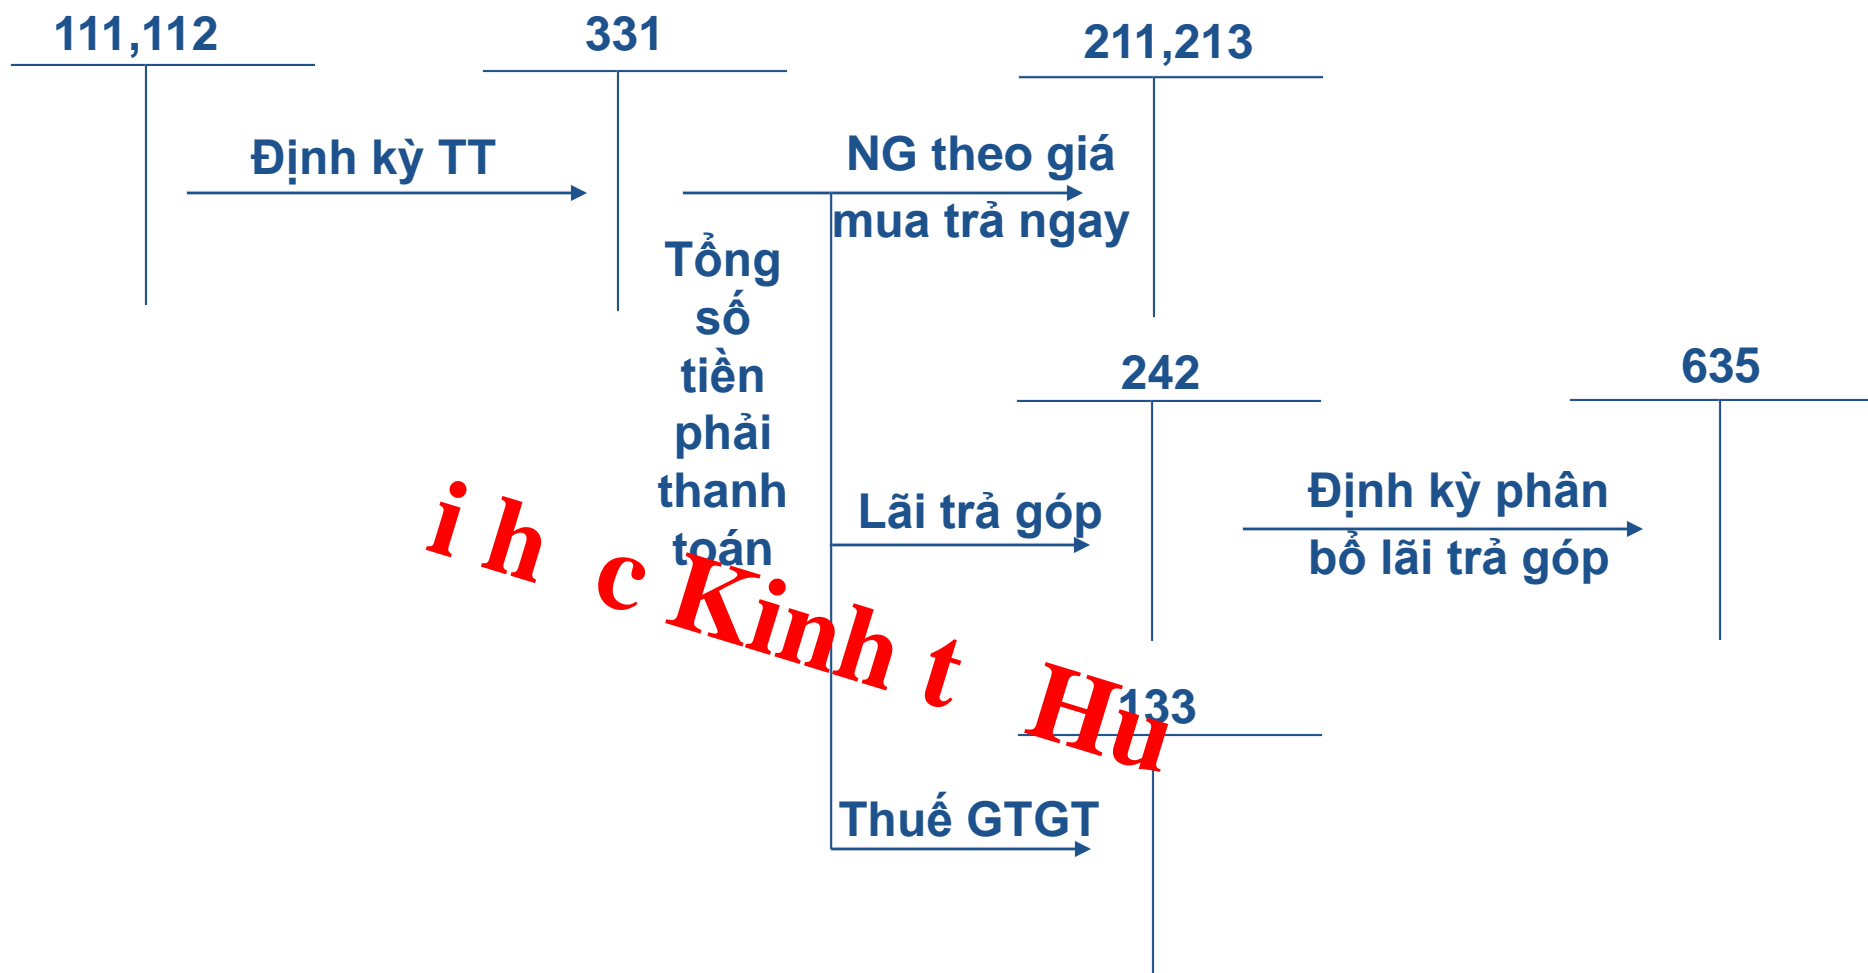 111,112
331
211,213
Định kỳ TT
NG theo giá
mua trả ngay
Tổng
số
tiền
phải
thanh
toán
242
635
Lãi trả góp
Định kỳ phân
bổ lãi trả góp
i h c Kinh t Hu
133
Thuế GTGT